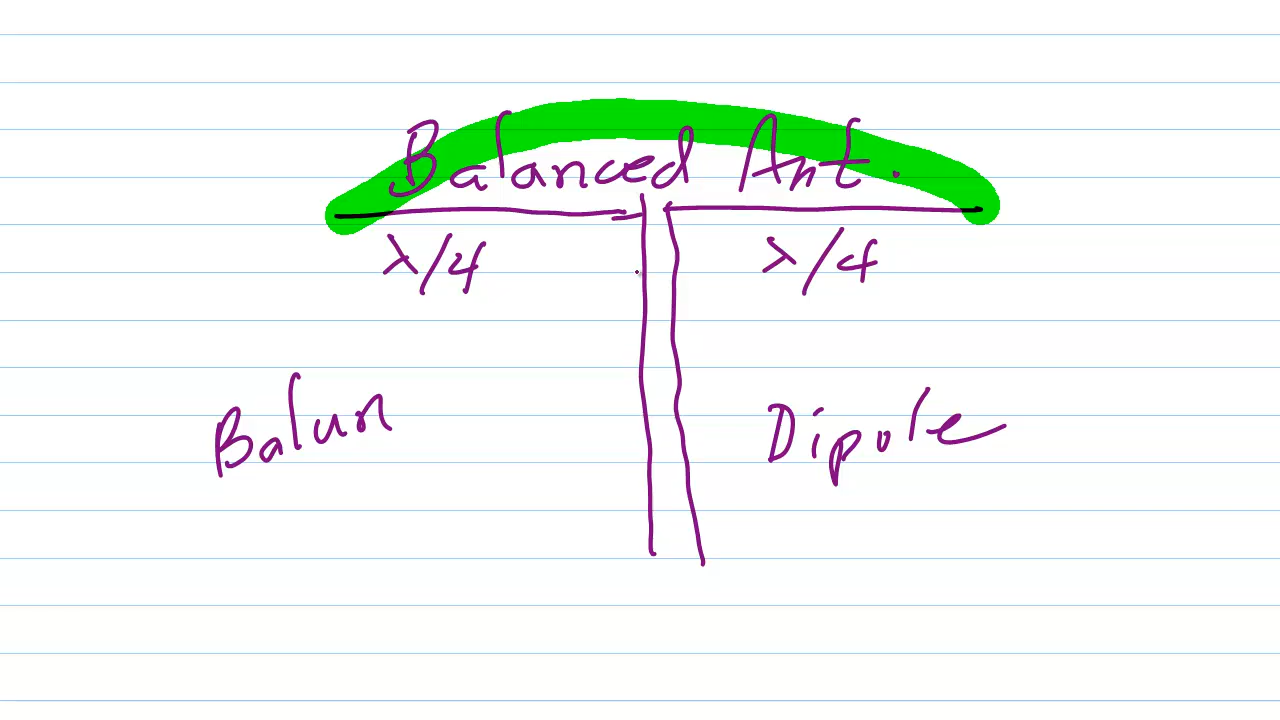 Balanced Ant.
λ/4 λ/4
Balun Dipole